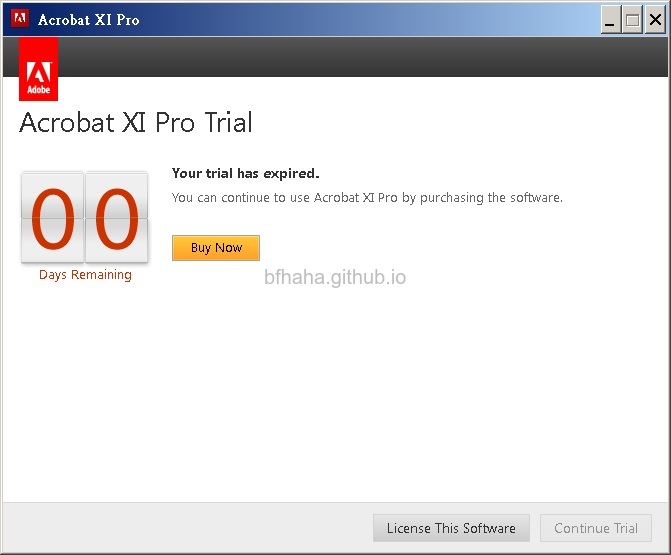 Acrobat XI Pro
Adobe
Acrobat XI Pro Trial
00
Days Remaining
Your trial has expired.
You can continue to use Acrobat XI Pro by purchasing the software.
Buy Now
bfhaha.github.io
License This Software
Continue Trial